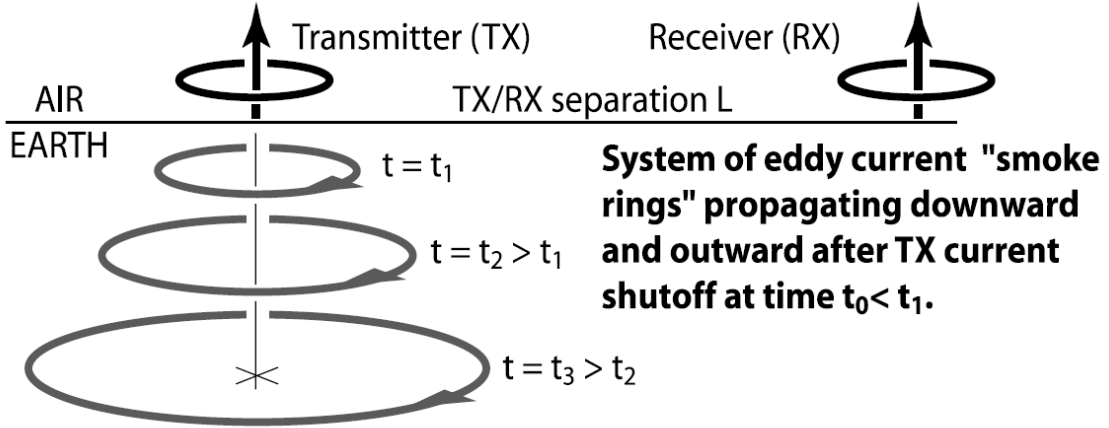 Transmitter (TX)
Receiver (RX)
AIR
TX/RX separation L
EARTH
t = t₁
System of eddy current "smoke
rings" propagating downward
and outward after TX current
shutoff at time t₀< t₁.
t = t₂ > t₁
t = t₃ > t₂